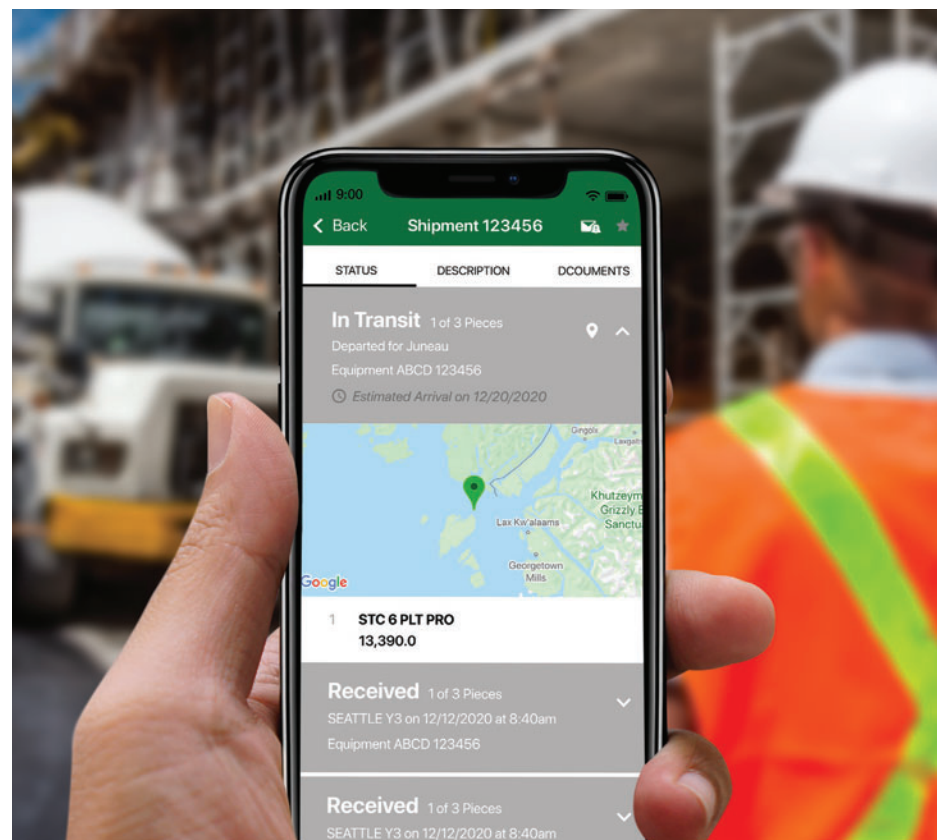 9:00
Back Shipment 123456
STATUS DESCRIPTION DCOUMENTS
In Transit 1 of 3 Pieces
Departed for Juneau
Equipment ABCD 123456
Estimated Arrival on 12/20/2020
Gingolx
Khutzeym
Grizzly
Sanctu
Lax Kw'alaams
Georgetown
Mills
Google
1 STC 6 PLT PRO
13,390.0
Received 1 of 3 Pieces
SEATTLE Y3 on 12/12/2020 at 8:40am
Equipment ABCD 123456
Received 1 of 3 Pieces
SEATTLE Y3 on 12/12/2020 at 8:40am